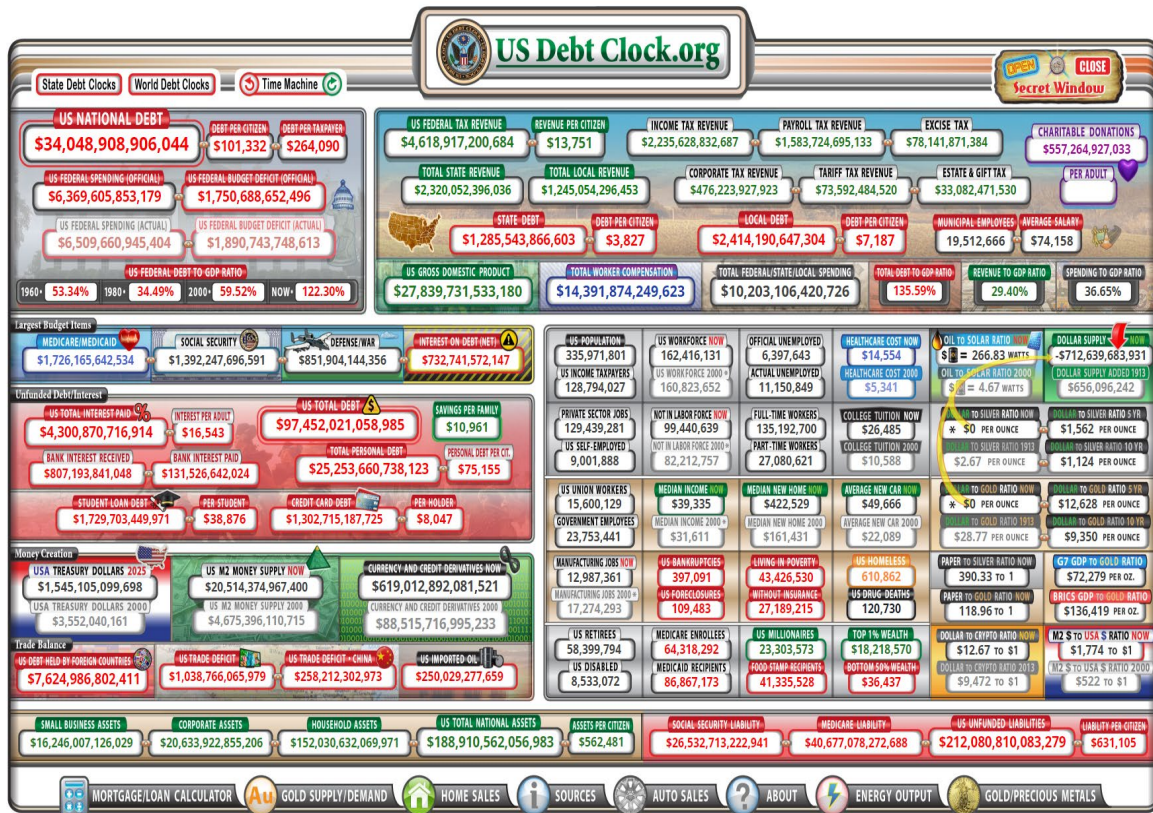 US Debt Clock.org
State Debt Clocks World Debt Clocks Time Machine
OPEN CLOSE
Secret Window
US NATIONAL DEBT DEBT PER CITIZEN DEBT PER TAXPAYER
$34,048,908,906,044 $101,332 $264,090
US FEDERAL SPENDING (OFFICIAL) US FEDERAL BUDGET DEFICIT (OFFICIAL)
$6,369,605,853,179 $1,750,688,652,496
US FEDERAL SPENDING (ACTUAL) US FEDERAL BUDGET DEFICIT (ACTUAL)
$6,509,660,945,404 $1,890,743,748,613
US FEDERAL DEBT TO GDP RATIO
1960• 53.34% 1980• 34.49% 2000• 59.52% NOW• 122.30%
US FEDERAL TAX REVENUE REVENUE PER CITIZEN INCOME TAX REVENUE PAYROLL TAX REVENUE EXCISE TAX
$4,618,917,200,684 $13,751 $2,235,628,832,687 $1,583,724,695,133 $78,141,871,384
CHARITABLE DONATIONS
$557,264,927,033
PER ADULT
TOTAL STATE REVENUE TOTAL LOCAL REVENUE CORPORATE TAX REVENUE TARIFF TAX REVENUE ESTATE & GIFT TAX
$2,320,052,396,036 $1,245,054,296,453 $476,223,927,923 $73,592,484,520 $33,082,471,530
STATE DEBT DEBT PER CITIZEN LOCAL DEBT DEBT PER CITIZEN MUNICIPAL EMPLOYEES AVERAGE SALARY
$1,285,543,866,603 $3,827 $2,414,190,647,304 $7,187 19,512,666 $74,158
US GROSS DOMESTIC PRODUCT TOTAL WORKER COMPENSATION TOTAL FEDERAL/STATE/LOCAL SPENDING TOTAL DEBT TO GDP RATIO REVENUE TO GDP RATIO SPENDING TO GDP RATIO
$27,839,731,533,180 $14,391,874,249,623 $10,203,106,420,726 135.59% 29.40% 36.65%
Largest Budget Items
MEDICARE/MEDICAID SOCIAL SECURITY DEFENSE/WAR INTEREST ON DEBT (NET)
$1,726,165,642,534 $1,392,247,696,591 $851,904,144,356 $732,741,572,147
Unfunded Debt/Interest
US TOTAL INTEREST PAID INTEREST PER ADULT US TOTAL DEBT SAVINGS PER FAMILY
$4,300,870,716,914 $16,543 $97,452,021,058,985 $10,961
BANK INTEREST RECEIVED BANK INTEREST PAID TOTAL PERSONAL DEBT PERSONAL DEBT PER CIT.
$807,193,841,048 $131,526,642,024 $25,253,660,738,123 $75,155
STUDENT LOAN DEBT PER STUDENT CREDIT CARD DEBT PER HOLDER
$1,729,703,449,971 $38,876 $1,302,715,187,725 $8,047
Money Creation
USA TREASURY DOLLARS 2025 US M2 MONEY SUPPLY NOW CURRENCY AND CREDIT DERIVATIVES NOW
$1,545,105,099,698 $20,514,374,967,400 $619,012,892,081,521
USA TREASURY DOLLARS 2000 US M2 MONEY SUPPLY 2000 CURRENCY AND CREDIT DERIVATIVES 2000
$3,552,040,161 $4,675,396,110,715 $88,515,716,995,233
Trade Balance
US DEBT HELD BY FOREIGN COUNTRIES US TRADE DEFICIT US TRADE DEFICIT • CHINA US IMPORTED OIL
$7,624,986,802,411 $1,038,766,065,979 $258,212,302,973 $250,029,277,659
US POPULATION US WORKFORCE NOW OFFICIAL UNEMPLOYED HEALTHCARE COST NOW OIL TO SOLAR RATIO NOW DOLLAR SUPPLY NOW
335,971,801 162,416,131 6,397,643 $14,554 $ = 266.83 WATTS -$712,639,683,931
US INCOME TAXPAYERS US WORKFORCE 2000 ACTUAL UNEMPLOYED HEALTHCARE COST 2000 OIL TO SOLAR RATIO 2000 DOLLAR SUPPLY ADDED 1913
128,794,027 160,823,652 11,150,849 $5,341 $ = 4.67 WATTS $656,096,242
PRIVATE SECTOR JOBS NOT IN LABOR FORCE NOW FULL-TIME WORKERS COLLEGE TUITION NOW DOLLAR TO SILVER RATIO NOW DOLLAR TO SILVER RATIO 5 YR
129,439,281 99,440,639 135,192,700 $26,485 * $0 PER OUNCE $1,562 PER OUNCE
US SELF-EMPLOYED NOT IN LABOR FORCE 2000 PART-TIME WORKERS COLLEGE TUITION 2000 DOLLAR TO SILVER RATIO 1913 DOLLAR TO SILVER RATIO 10 YR
9,001,888 82,212,757 27,080,621 $10,588 $2.67 PER OUNCE $1,124 PER OUNCE
US UNION WORKERS MEDIAN INCOME NOW MEDIAN NEW HOME NOW AVERAGE NEW CAR NOW DOLLAR TO GOLD RATIO NOW DOLLAR TO GOLD RATIO 5 YR
15,600,129 $39,335 $422,529 $49,666 * $0 PER OUNCE $12,628 PER OUNCE
GOVERNMENT EMPLOYEES MEDIAN INCOME 2000 MEDIAN NEW HOME 2000 AVERAGE NEW CAR 2000 DOLLAR TO GOLD RATIO 1913 DOLLAR TO GOLD RATIO 10 YR
23,753,441 $31,611 $161,431 $22,089 $28.77 PER OUNCE $9,350 PER OUNCE
MANUFACTURING JOBS NOW US BANKRUPTCIES LIVING IN POVERTY US HOMELESS PAPER TO SILVER RATIO NOW G7 GDP TO GOLD RATIO
12,987,361 397,091 43,426,530 610,862 390.33 to 1 $72,279 PER OZ.
MANUFACTURING JOBS 2000 US FORECLOSURES WITHOUT INSURANCE US DRUG DEATHS PAPER TO GOLD RATIO NOW BRICS GDP TO GOLD RATIO
17,274,293 109,483 27,189,215 120,730 118.96 to 1 $136,419 PER OZ.
US RETIREES MEDICARE ENROLLEES US MILLIONAIRES TOP 1% WEALTH DOLLAR TO CRYPTO RATIO NOW M2 $ TO USA $ RATIO NOW
58,399,794 64,318,292 23,303,573 $18,218,570 $12.67 to $1 $1,774 to $1
US DISABLED MEDICAID RECIPIENTS FOOD STAMP RECIPIENTS BOTTOM 50% WEALTH DOLLAR TO CRYPTO RATIO 2013 M2 $ TO USA $ RATIO 2000
8,533,072 86,867,173 41,335,528 $36,437 $9,472 to $1 $522 to $1
SMALL BUSINESS ASSETS CORPORATE ASSETS HOUSEHOLD ASSETS US TOTAL NATIONAL ASSETS ASSETS PER CITIZEN SOCIAL SECURITY LIABILITY MEDICARE LIABILITY US UNFUNDED LIABILITIES LIABILITY PER CITIZEN
$16,246,007,126,029 $20,633,922,855,206 $152,030,632,069,971 $188,910,562,056,983 $562,481 $26,532,713,222,941 $40,677,078,272,688 $212,080,810,083,279 $631,105
MORTGAGE/LOAN CALCULATOR Au GOLD SUPPLY/DEMAND HOME SALES SOURCES AUTO SALES ? ABOUT ENERGY OUTPUT GOLD/PRECIOUS METALS